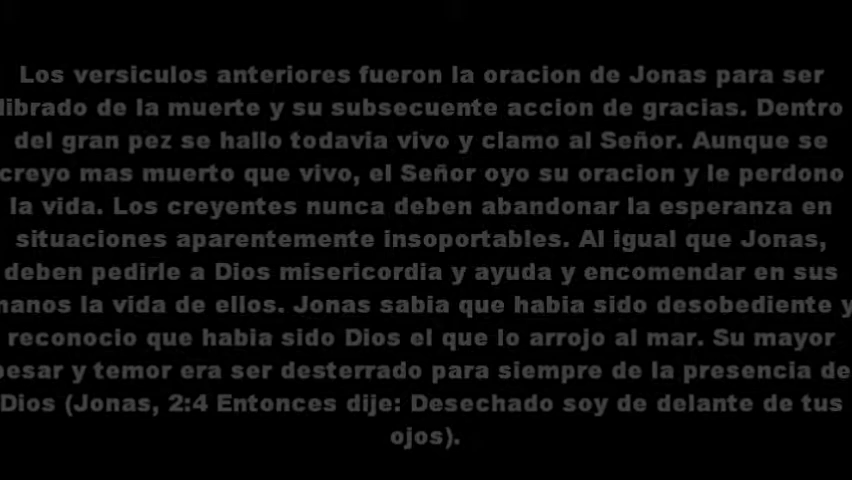 Los versiculos anteriores fueron la oracion de Jonas para ser
librado de la muerte y su subsecuente accion de gracias. Dentro
del gran pez se hallo todavia vivo y clamo al Señor. Aunque se
creyo mas muerto que vivo, el Señor oyo su oracion y le perdono
la vida. Los creyentes nunca deben abandonar la esperanza en
situaciones aparentemente insoportables. Al igual que Jonas,
deben pedirle a Dios misericordia y ayuda y encomendar en sus
manos la vida de ellos. Jonas sabia que habia sido desobediente y
reconocio que habia sido Dios el que lo arrojo al mar. Su mayor
pesar y temor era ser desterrado para siempre de la presencia de
Dios (Jonas, 2:4 Entonces dije: Desechado soy de delante de tus
ojos).